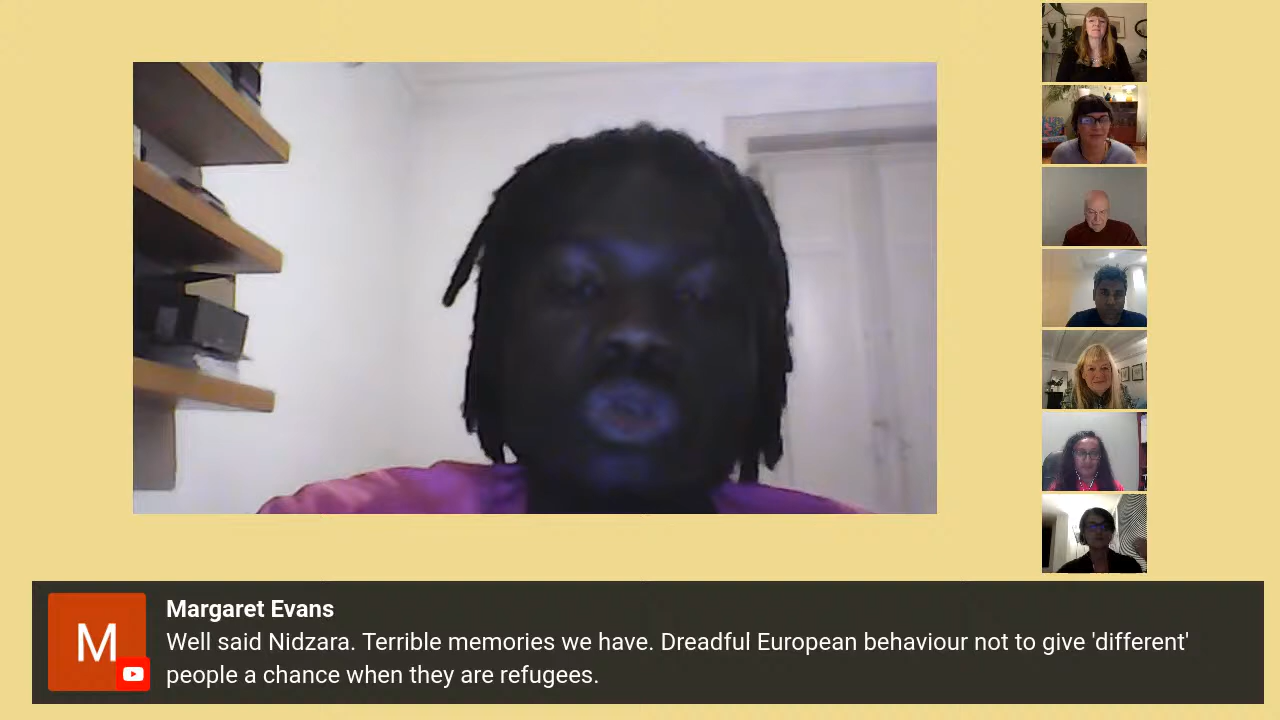 M
Margaret Evans
Well said Nidzara. Terrible memories we have. Dreadful European behaviour not to give 'different'
people a chance when they are refugees.